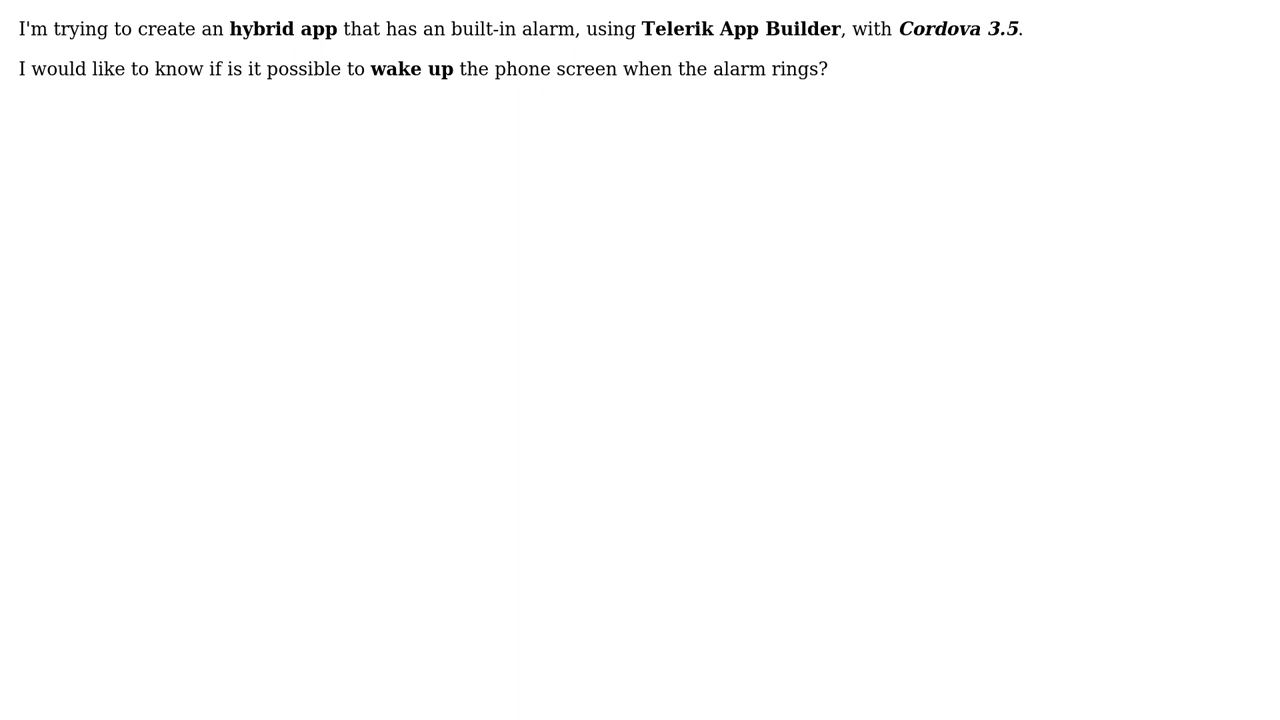 I'm trying to create an hybrid app that has an built-in alarm, using Telerik App Builder, with Cordova 3.5.
I would like to know if is it possible to wake up the phone screen when the alarm rings?